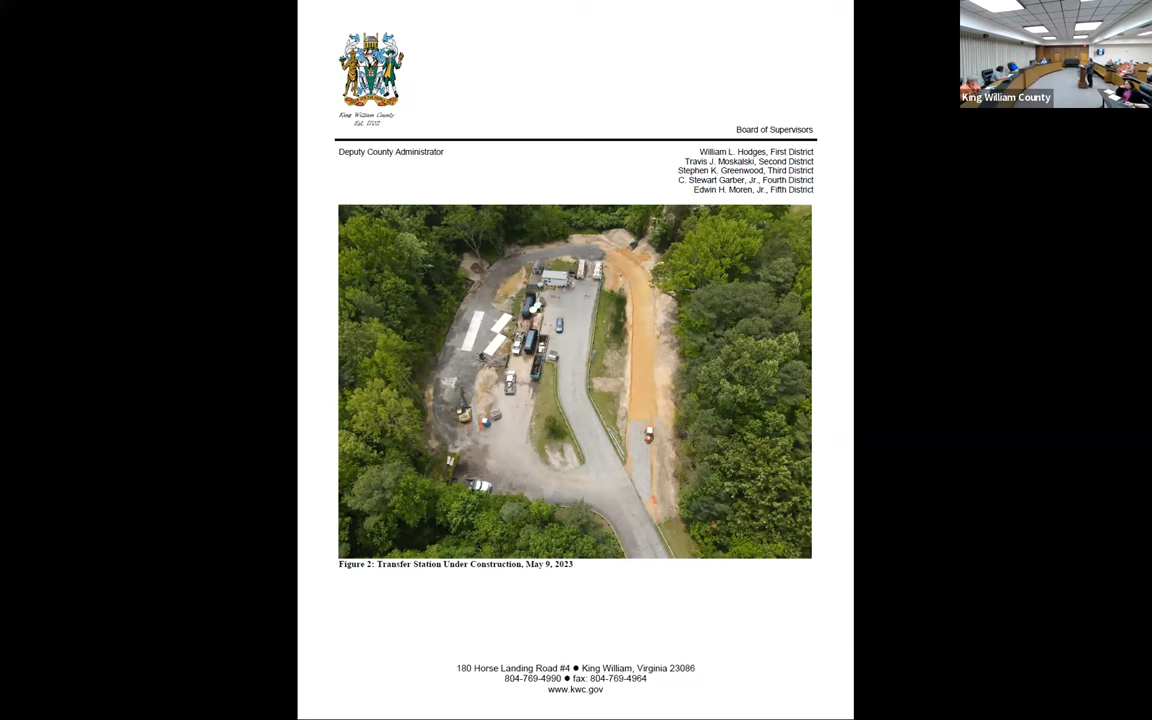 King William County
Est. 1702
Board of Supervisors
Deputy County Administrator
William L. Hodges, First District
Travis J. Moskalski, Second District
Stephen K. Greenwood, Third District
C. Stewart Garber, Jr., Fourth District
Edwin H. Moren, Jr., Fifth District
Figure 2: Transfer Station Under Construction, May 9, 2023
180 Horse Landing Road #4 ● King William, Virginia 23086
804-769-4990 ● fax: 804-769-4964
www.kwc.gov
King William County